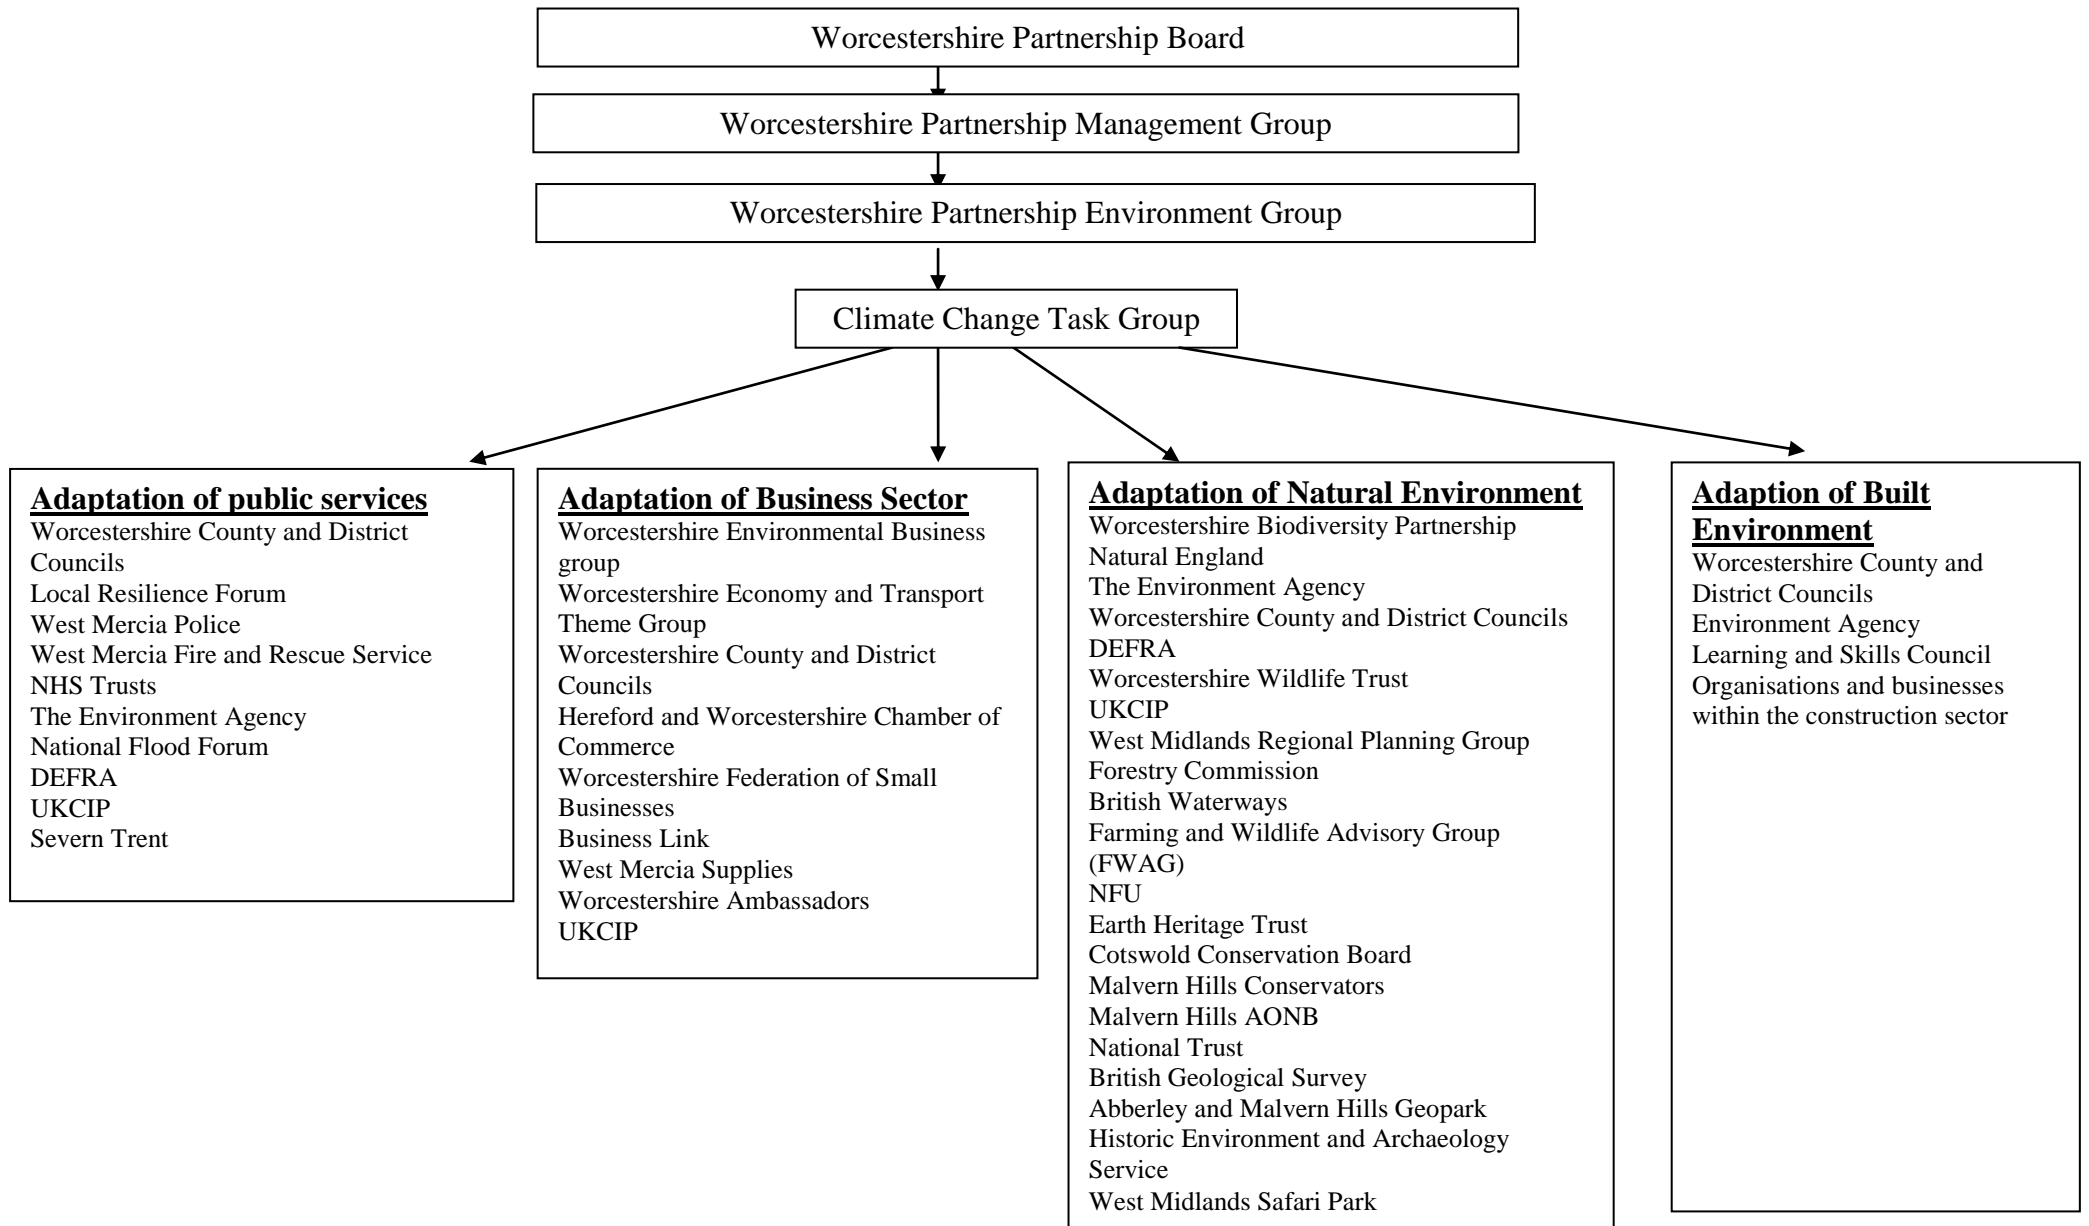 Worcestershire Partnership Board
Worcestershire Partnership Management Group
Worcestershire Partnership Environment Group
Climate Change Task Group
Adaptation of public services
Worcestershire County and District
Councils
Local Resilience Forum
West Mercia Police
West Mercia Fire and Rescue Service
NHS Trusts
The Environment Agency
National Flood Forum
DEFRA
UKCIP
Severn Trent
Adaptation of Business Sector
Worcestershire Environmental Business
group
Worcestershire Economy and Transport
Theme Group
Worcestershire County and District
Councils
Hereford and Worcestershire Chamber of
Commerce
Worcestershire Federation of Small
Businesses
Business Link
West Mercia Supplies
Worcestershire Ambassadors
UKCIP
Adaptation of Natural Environment
Worcestershire Biodiversity Partnership
Natural England
The Environment Agency
Worcestershire County and District Councils
DEFRA
Worcestershire Wildlife Trust
UKCIP
West Midlands Regional Planning Group
Forestry Commission
British Waterways
Farming and Wildlife Advisory Group
(FWAG)
NFU
Earth Heritage Trust
Cotswold Conservation Board
Malvern Hills Conservators
Malvern Hills AONB
National Trust
British Geological Survey
Abberley and Malvern Hills Geopark
Historic Environment and Archaeology
Service
West Midlands Safari Park
Adaption of Built
Environment
Worcestershire County and
District Councils
Environment Agency
Learning and Skills Council
Organisations and businesses
within the construction sector